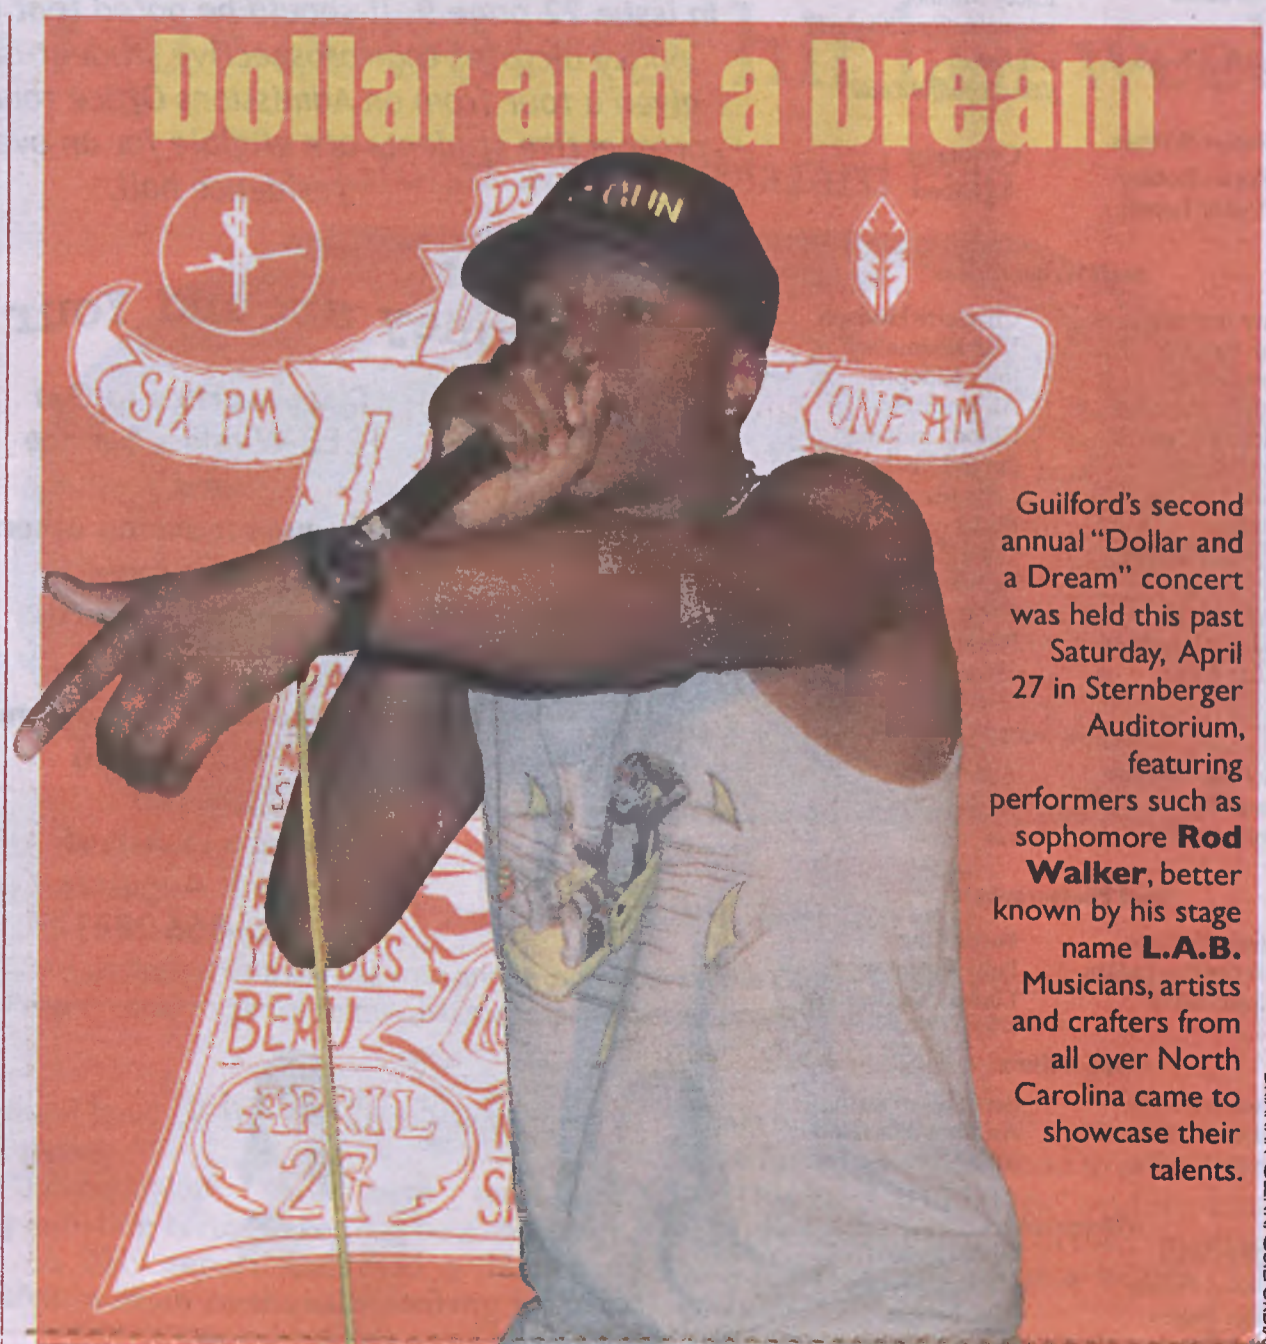 Dollar and a Dream
SIX PM
ONE AM
BEAU
APRIL
27
Guilford's second
annual "Dollar and
a Dream" concert
was held this past
Saturday, April
27 in Sternberger
Auditorium,
featuring
performers such as
sophomore Rod
Walker, better
known by his stage
name L.A.B.
Musicians, artists
and crafters from
all over North
Carolina came to
showcase their
talents.